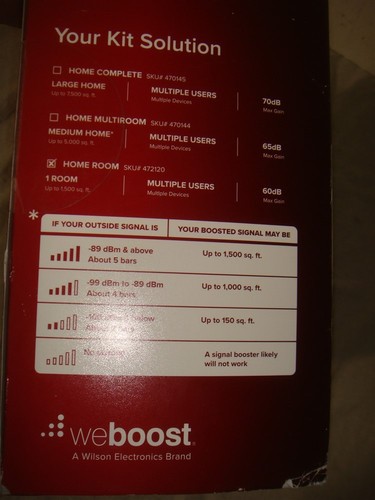 Your Kit Solution
HOME COMPLETE SKU# 470145
LARGE HOME MULTIPLE USERS 70dB
Up to 7,500 sq. ft. Multiple Devices Max Gain
HOME MULTIROOM SKU# 470144
MEDIUM HOME* MULTIPLE USERS 65dB
Up to 5,000 sq. ft. Multiple Devices Max Gain
HOME ROOM SKU# 472120
1 ROOM MULTIPLE USERS 60dB
Up to 1,500 sq. ft. Multiple Devices Max Gain
* IF YOUR OUTSIDE SIGNAL IS YOUR BOOSTED SIGNAL MAY BE
-89 dBm & above Up to 1,500 sq. ft.
About 5 bars
-99 dBm to -89 dBm Up to 1,000 sq. ft.
About 4 bars
below Up to 150 sq. ft.
About bars
No A signal booster likely
will not work
weboost
A Wilson Electronics Brand